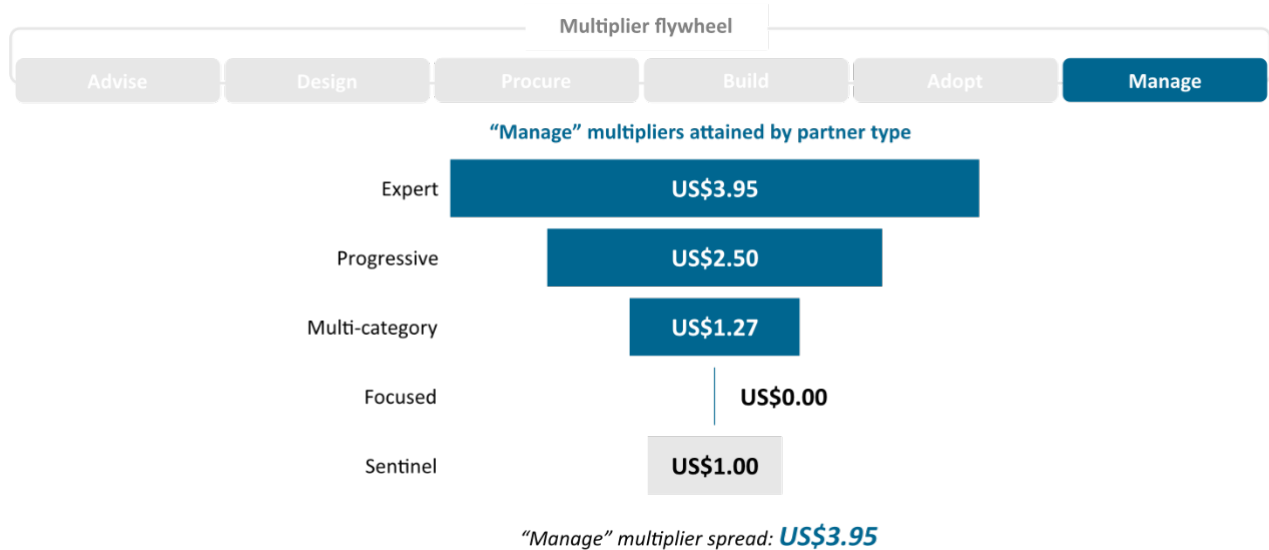 Multiplier flywheel
Advise Design Procure Build Adopt Manage
“Manage” multipliers attained by partner type
Expert US$3.95
Progressive US$2.50
Multi-category US$1.27
Focused US$0.00
Sentinel US$1.00
“Manage” multiplier spread: US$3.95